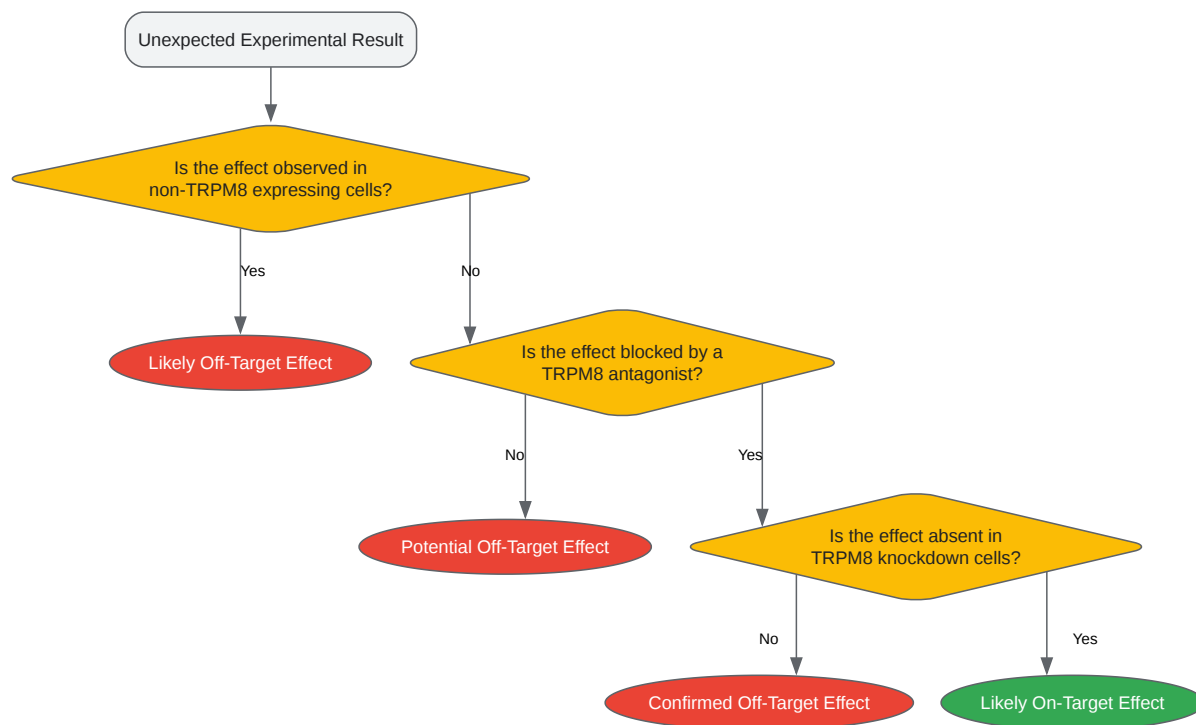 Unexpected Experimental Result
Is the effect observed in
non-TRPM8 expressing cells?
Yes
No
Likely Off-Target Effect
Is the effect blocked by a
TRPM8 antagonist?
No
Yes
Potential Off-Target Effect
Is the effect absent in
TRPM8 knockdown cells?
No
Yes
Confirmed Off-Target Effect
Likely On-Target Effect